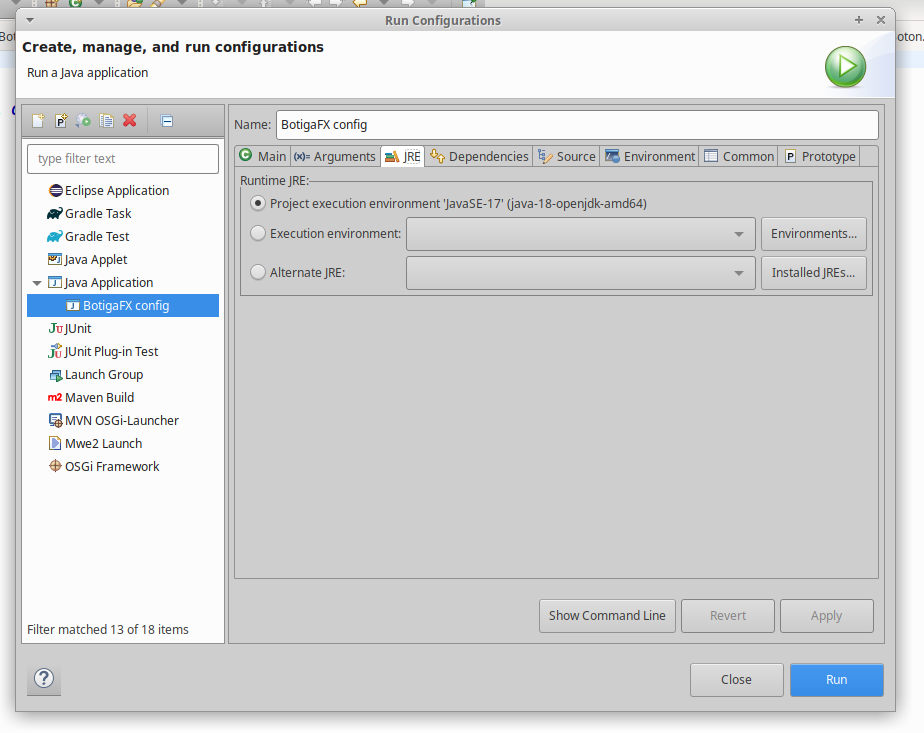 Run Configurations
Create, manage, and run configurations
Run a Java application
Name: BotigaFX config
type filter text
Main (x)= Arguments JRE Dependencies Source Environment Common P Prototype
Runtime JRE:
Project execution environment 'JavaSE-17' (java-18-openjdk-amd64)
Execution environment: Environments...
Alternate JRE: Installed JREs...
Eclipse Application
Gradle Task
Gradle Test
Java Applet
Java Application
BotigaFX config
JUnit
JUnit Plug-in Test
Launch Group
m2 Maven Build
MVN OSGi-Launcher
Mwe2 Launch
OSGi Framework
Filter matched 13 of 18 items
Show Command Line Revert Apply
? Close Run